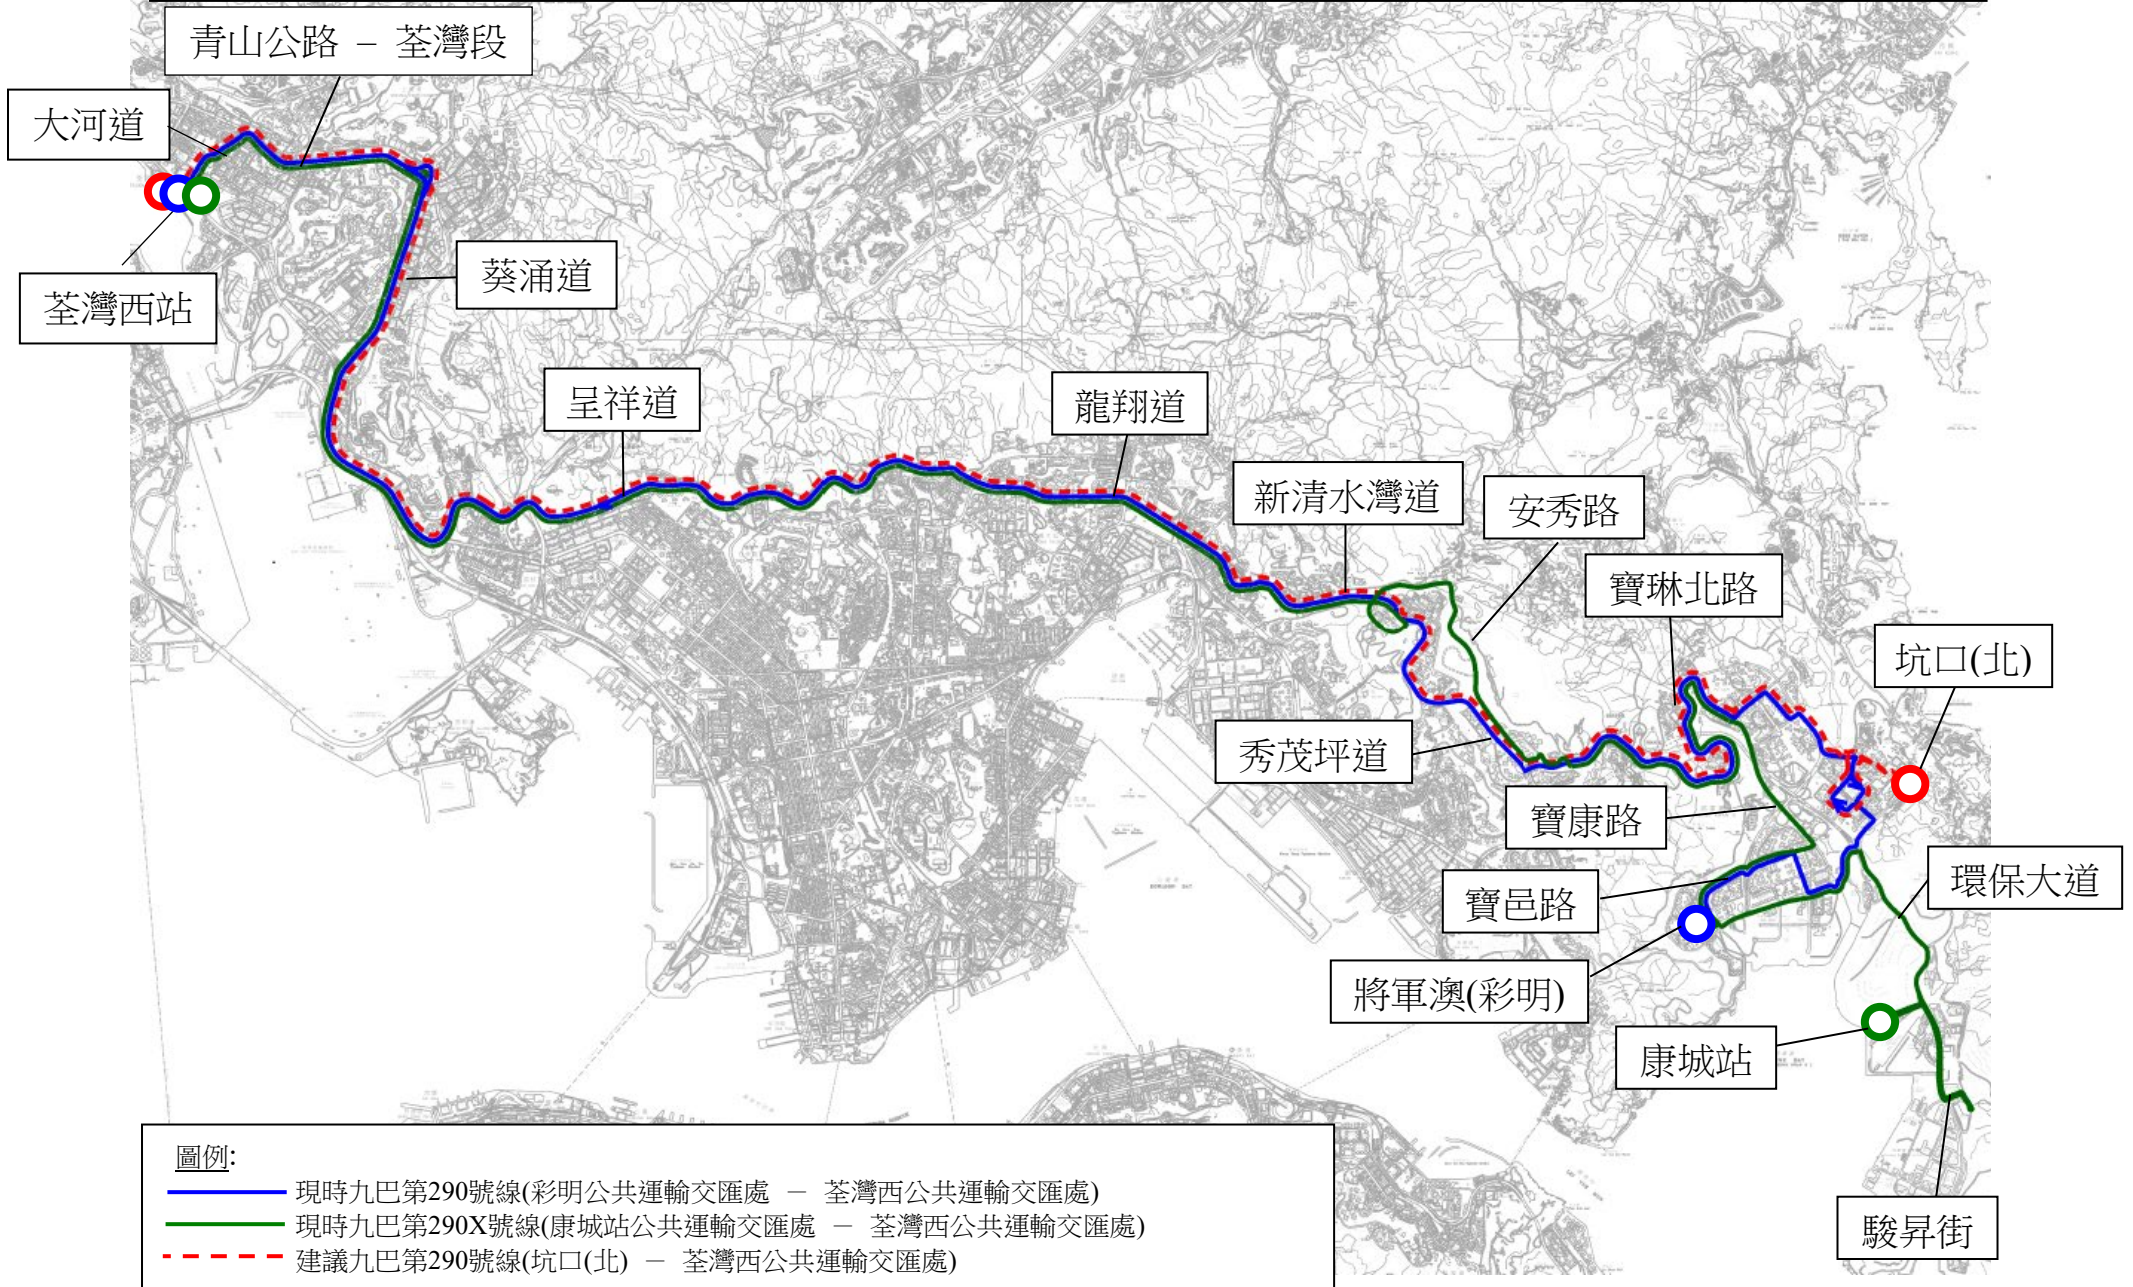 青山公路 – 荃灣段
大河道
荃灣西站
葵涌道
呈祥道
龍翔道
新清水灣道
安秀路
寶琳北路
坑口(北)
秀茂坪道
寶康路
寶邑路
環保大道
將軍澳(彩明)
康城站
駿昇街
圖例:
現時九巴第290號線(彩明公共運輸交匯處 – 荃灣西公共運輸交匯處)
現時九巴第290X號線(康城站公共運輸交匯處 – 荃灣西公共運輸交匯處)
建議九巴第290號線(坑口(北) – 荃灣西公共運輸交匯處)